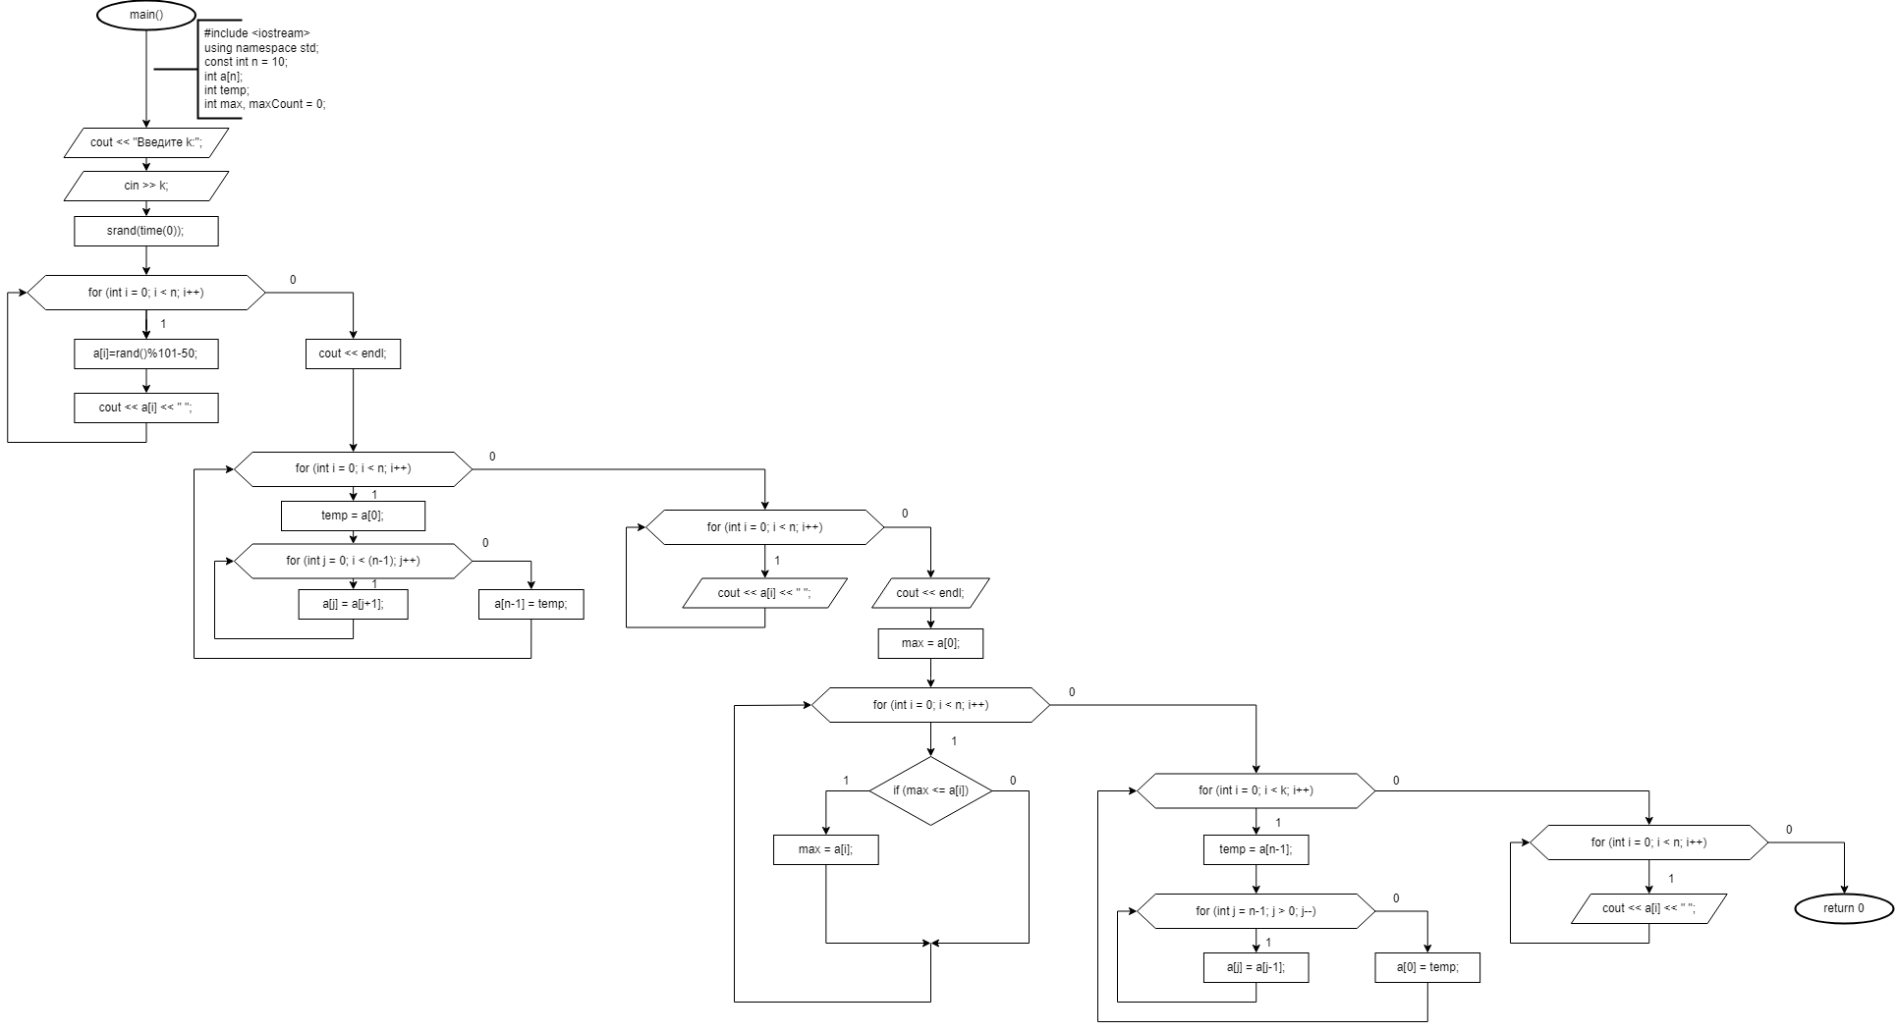 main()
#include <iostream>
using namespace std;
const int n = 10;
int a[n];
int temp;
int max, maxCount = 0;
cout << "Введите k:";
cin >> k;
srand(time(0));
for (int i = 0; i < n; i++)
0
1
a[i]=rand()%101-50;
cout << endl;
cout << a[i] << " ";
for (int i = 0; i < n; i++)
0
1
temp = a[0];
for (int j = 0; i < (n-1); j++)
0
1
a[j] = a[j+1];
a[n-1] = temp;
for (int i = 0; i < n; i++)
0
1
cout << a[i] << " ";
cout << endl;
max = a[0];
for (int i = 0; i < n; i++)
0
1
if (max <= a[i])
1
0
max = a[i];
for (int i = 0; i < k; i++)
0
1
temp = a[n-1];
for (int j = n-1; j > 0; j--)
0
1
a[j] = a[j-1];
a[0] = temp;
for (int i = 0; i < n; i++)
0
1
cout << a[i] << " ";
return 0